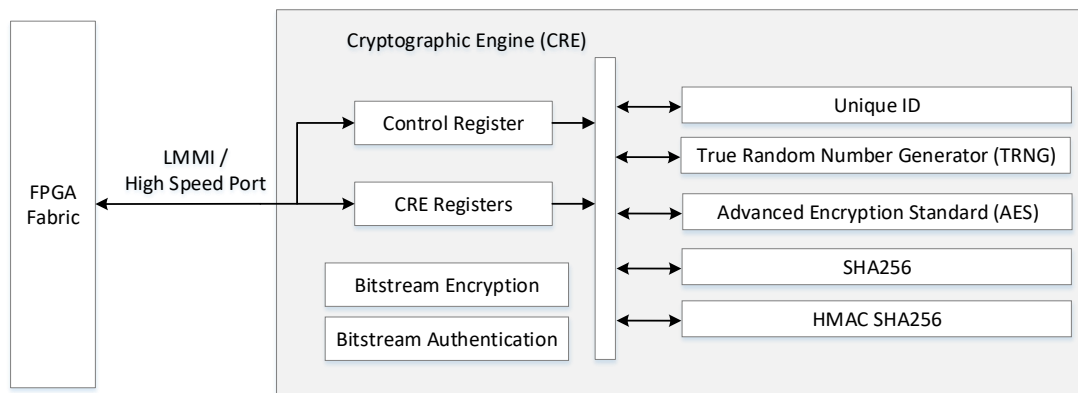 Cryptographic Engine (CRE)
FPGA
Fabric
LMMI /
High Speed Port
Control Register
CRE Registers
Bitstream Encryption
Bitstream Authentication
Unique ID
True Random Number Generator (TRNG)
Advanced Encryption Standard (AES)
SHA256
HMAC SHA256